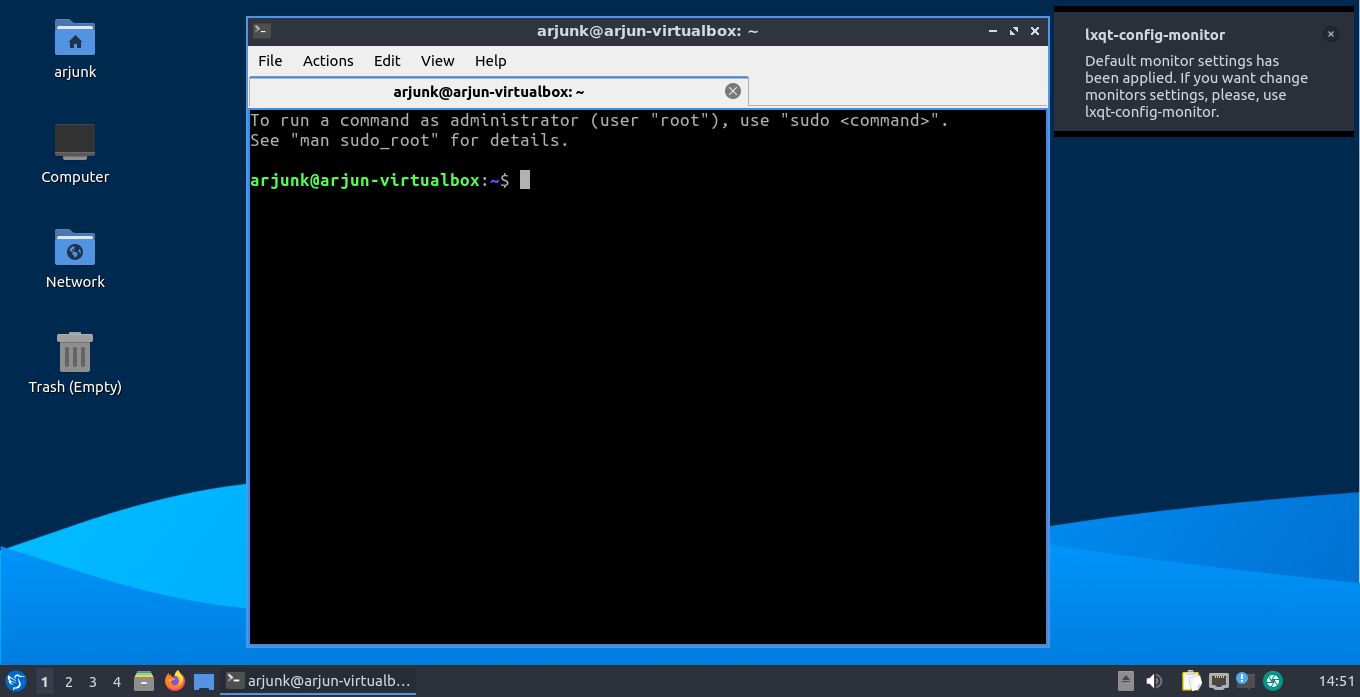 arjunk
Computer
Network
Trash (Empty)
arjunk@arjun-virtualbox: ~
File Actions Edit View Help
arjunk@arjun-virtualbox: ~
To run a command as administrator (user "root"), use "sudo <command>".
See "man sudo_root" for details.
arjunk@arjun-virtualbox:~$
lxqt-config-monitor
Default monitor settings has
been applied. If you want change
monitors settings, please, use
lxqt-config-monitor.
1 2 3 4 arjunk@arjun-virtualb... 14:51